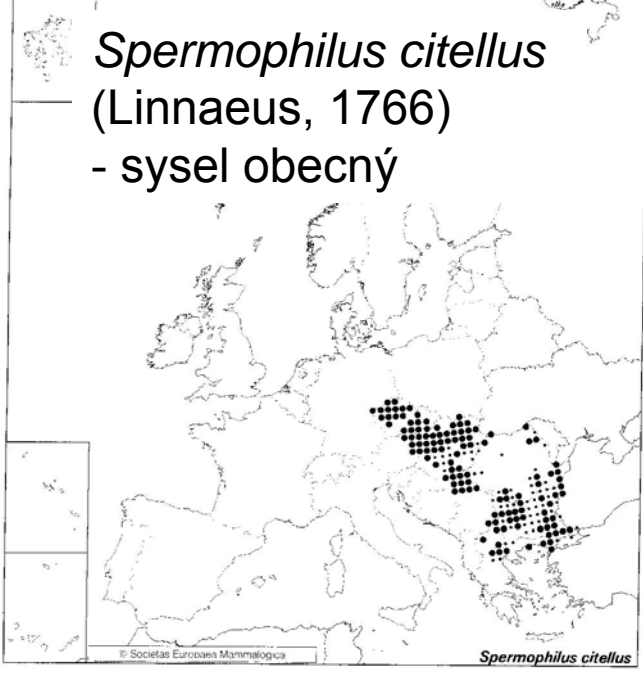 Spermophilus citellus
(Linnaeus, 1766)
- sysel obecný
© Societas Europaea Mammalogica
Spermophilus citellus